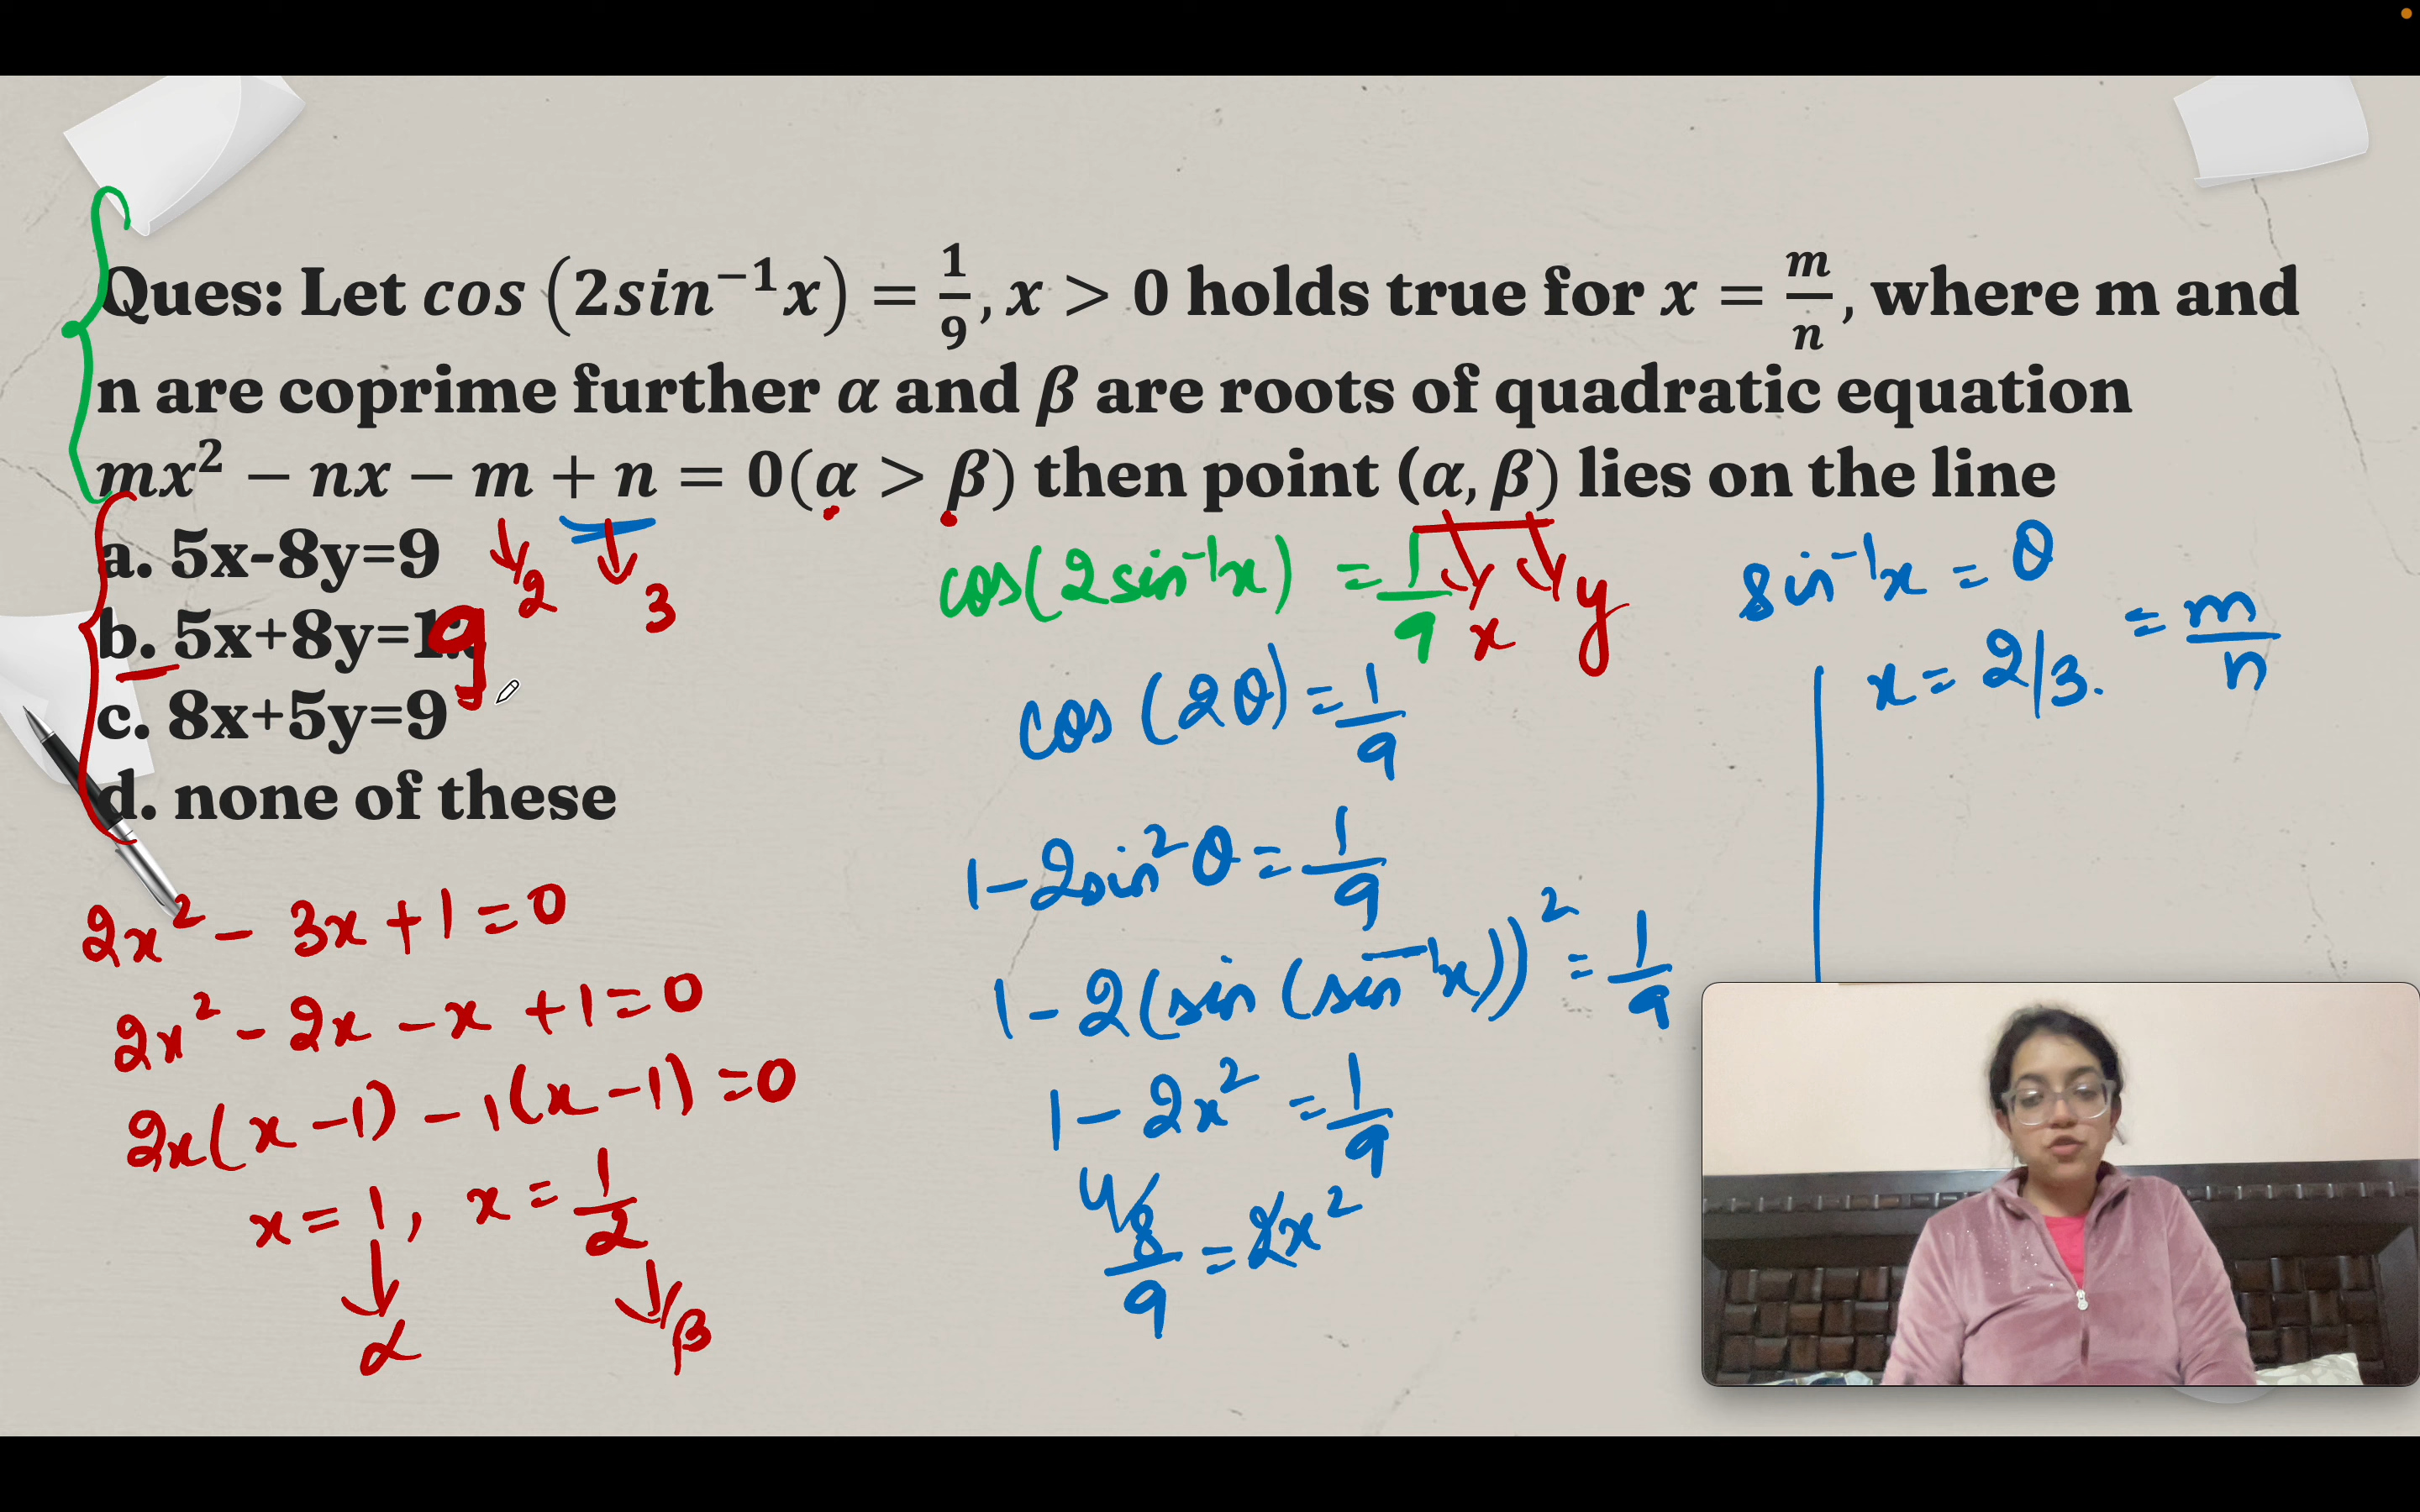 Ques: Let cos (2sin⁻¹x) = 1/9, x > 0 holds true for x = m/n, where m and
n are coprime further α and β are roots of quadratic equation
mx² − nx − m + n = 0(α > β) then point (α, β) lies on the line
a. 5x-8y=9
b. 5x+8y=9
c. 8x+5y=9
d. none of these
2
3
2x² − 3x + 1 = 0
2x² − 2x − x + 1 = 0
2x(x − 1) − 1(x − 1) = 0
x = 1, x = 1/2
α
β
cos(2sin⁻¹x) = 1/9
x
y
cos(2θ) = 1/9
1 − 2sin²θ = 1/9
1 − 2(sin(sin⁻¹x))² = 1/9
1 − 2x² = 1/9
4
8/9 = 2x²
sin⁻¹x = θ
x = 2/3. = m/n